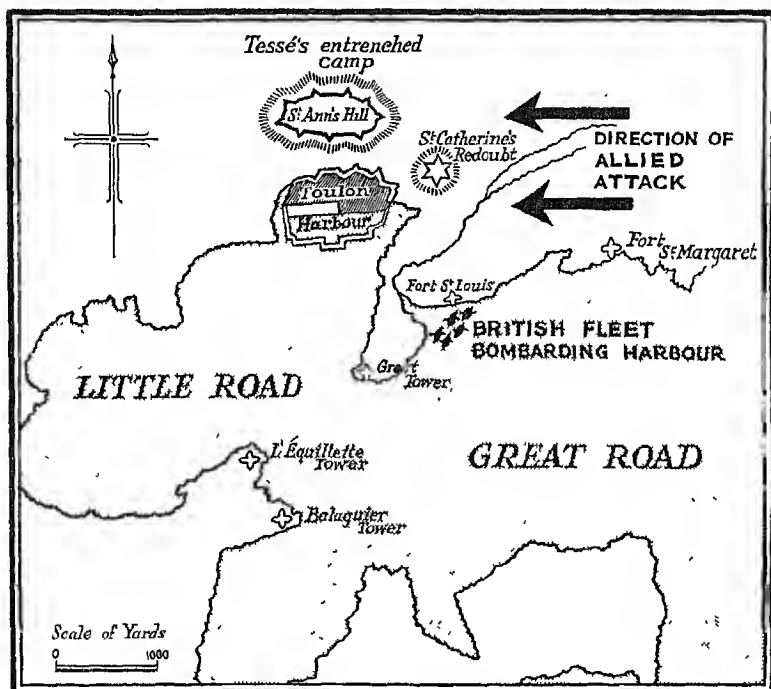 Tessé's entrenched
camp
St Ann's Hill
St Catherine's
Redoubt
DIRECTION OF
ALLIED
ATTACK
Toulon
Harbour
Fort
St Margaret
Fort St Louis
BRITISH FLEET
BOMBARDING HARBOUR
Great
Tower
LITTLE ROAD
GREAT ROAD
L'Équillette
Tower
Balaguier
Tower
Scale of Yards
0 1000